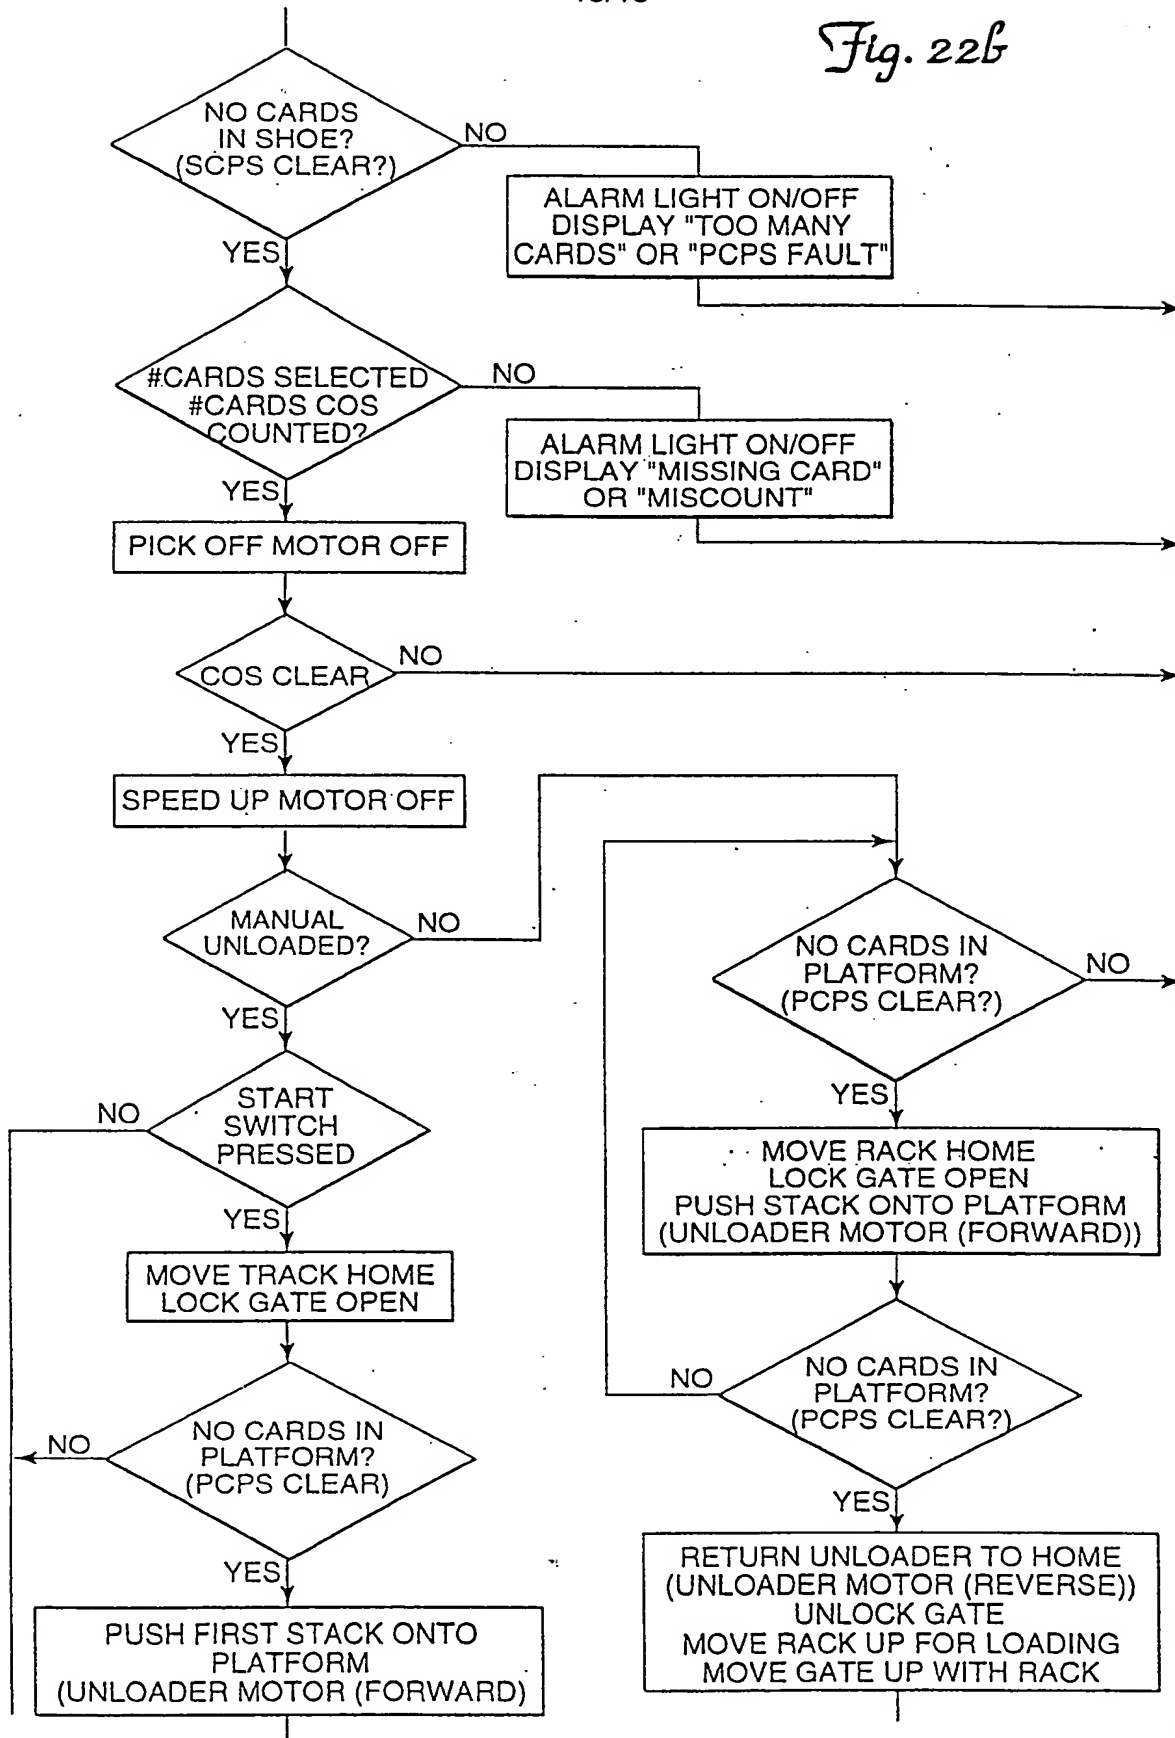 Fig. 22b
NO CARDS
IN SHOE?
(SCPS CLEAR?)
NO
ALARM LIGHT ON/OFF
DISPLAY "TOO MANY
CARDS" OR "PCPS FAULT"
YES
#CARDS SELECTED
#CARDS COS
COUNTED?
NO
ALARM LIGHT ON/OFF
DISPLAY "MISSING CARD"
OR "MISCOUNT"
YES
PICK OFF MOTOR OFF
COS CLEAR
NO
YES
SPEED UP MOTOR OFF
MANUAL
UNLOADED?
NO
YES
START
SWITCH
PRESSED
NO
YES
MOVE TRACK HOME
LOCK GATE OPEN
NO CARDS IN
PLATFORM?
(PCPS CLEAR)
NO
YES
PUSH FIRST STACK ONTO
PLATFORM
(UNLOADER MOTOR (FORWARD)
NO CARDS IN
PLATFORM?
(PCPS CLEAR?)
NO
YES
MOVE RACK HOME
LOCK GATE OPEN
PUSH STACK ONTO PLATFORM
(UNLOADER MOTOR (FORWARD))
NO CARDS IN
PLATFORM?
(PCPS CLEAR?)
NO
YES
RETURN UNLOADER TO HOME
(UNLOADER MOTOR (REVERSE))
UNLOCK GATE
MOVE RACK UP FOR LOADING
MOVE GATE UP WITH RACK